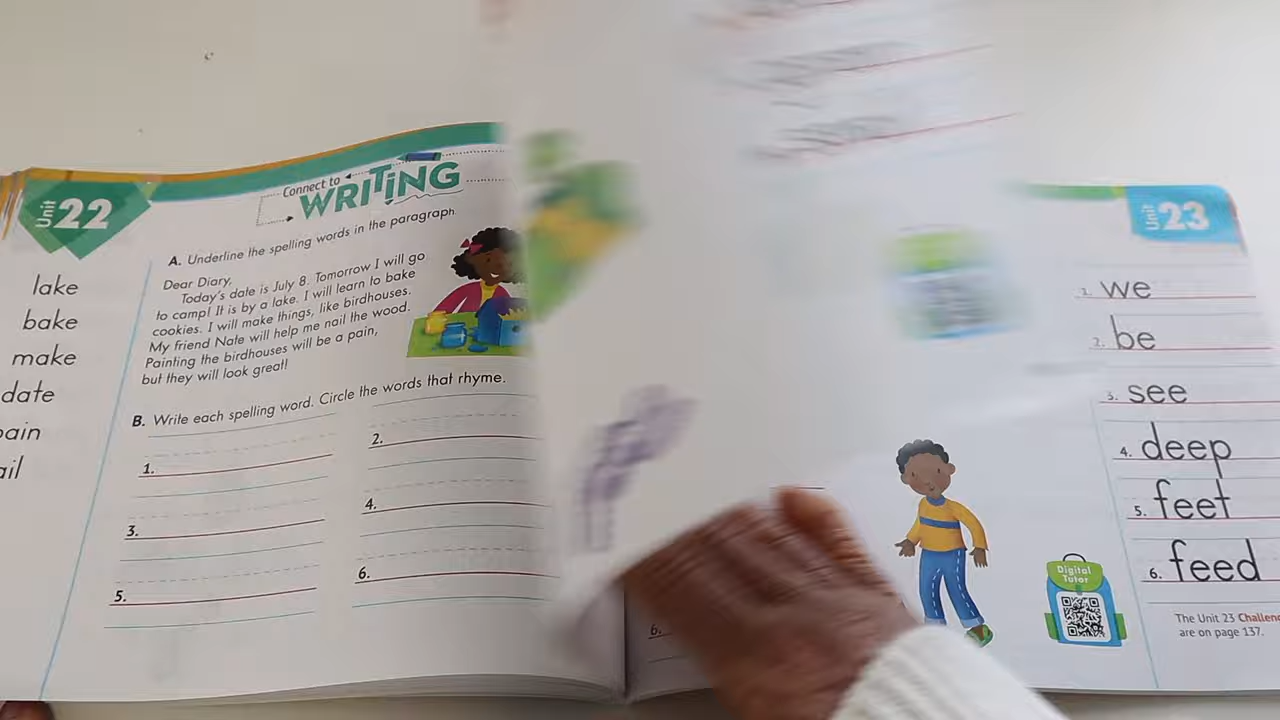 Unit 22
Connect to
WRITING
lake
bake
make
date
A. Underline the spelling words in the paragraph.
Dear Diary,
Today's date is July 8. Tomorrow I will go
to camp! It is by a lake. I will learn to bake
cookies. I will make things, like birdhouses.
My friend Nate will help me nail the wood.
Painting the birdhouses will be a pain,
but they will look great!
B. Write each spelling word. Circle the words that rhyme.
1.
2.
3.
4.
5.
6.
6.
Unit 23
1. we
2. be
3. see
4. deep
5. feet
6. feed
Digital
Tutor
The Unit 23
are on page 137.